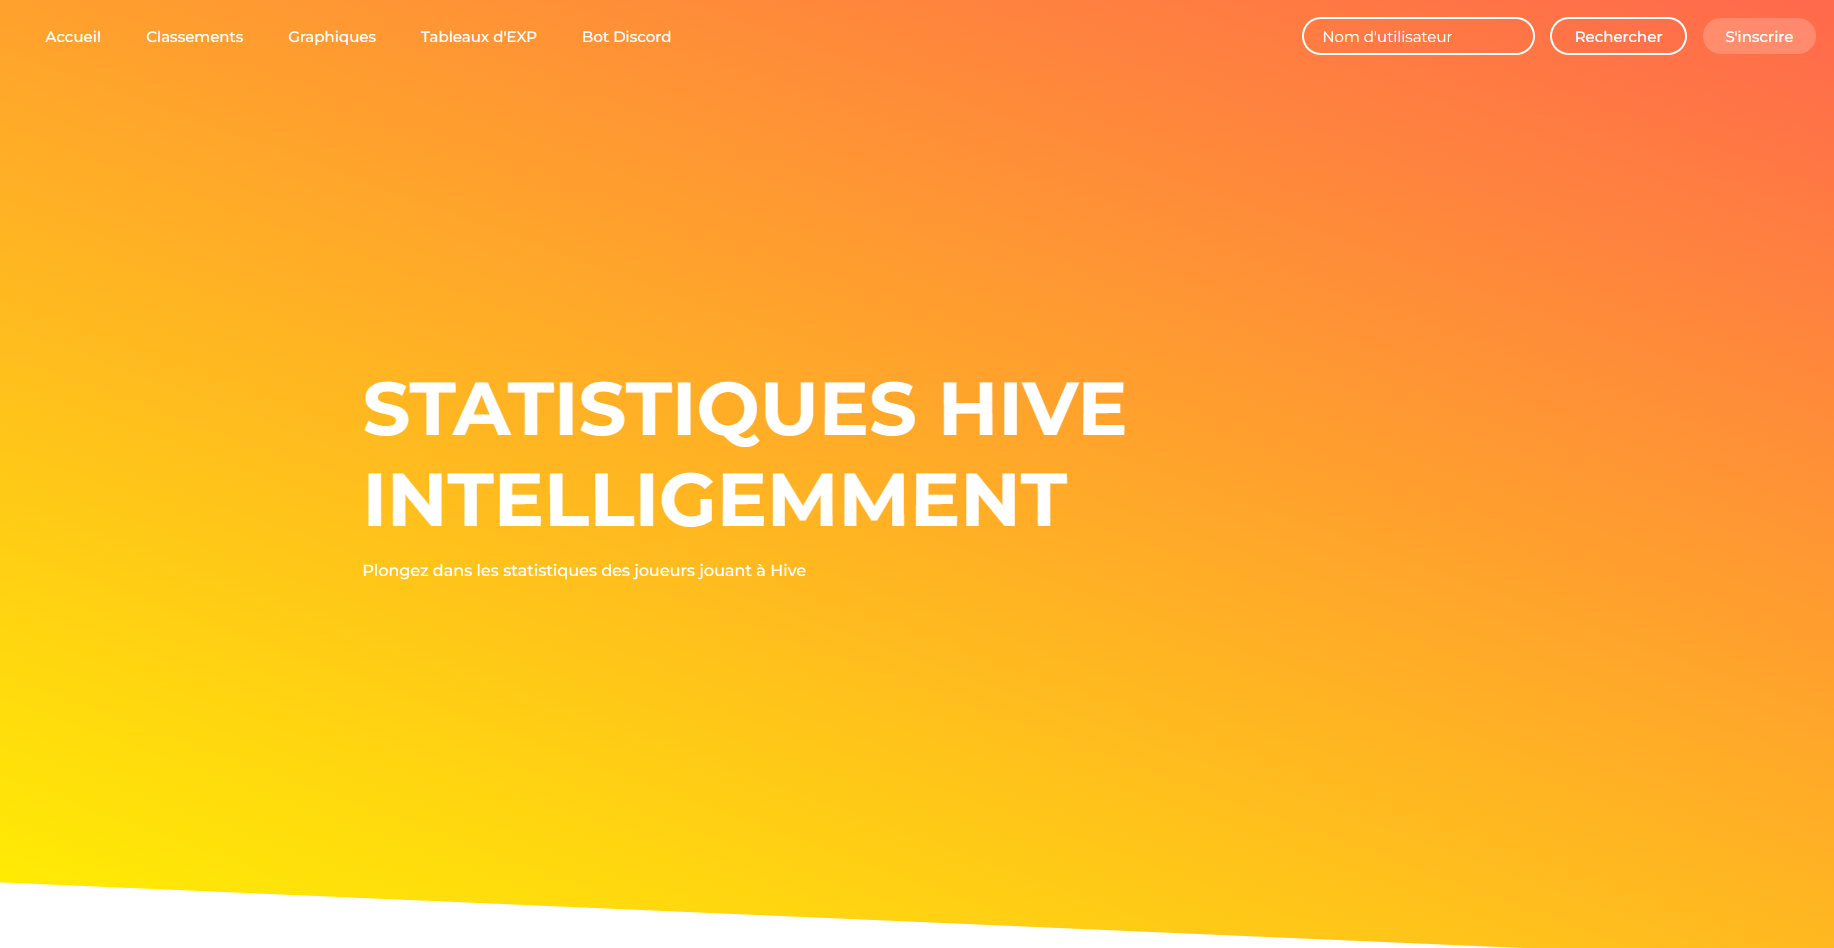 Accueil Classements Graphiques Tableaux d'EXP Bot Discord Nom d'utilisateur Rechercher S'inscrire
STATISTIQUES HIVE
INTELLIGEMMENT
Plongez dans les statistiques des joueurs jouant à Hive